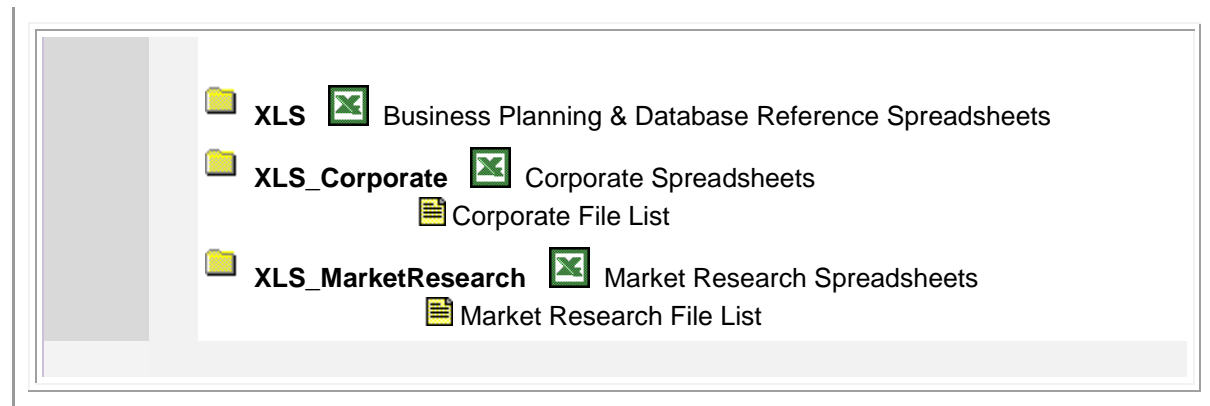 XLS Business Planning & Database Reference Spreadsheets
XLS_Corporate Corporate Spreadsheets
Corporate File List
XLS_MarketResearch Market Research Spreadsheets
Market Research File List